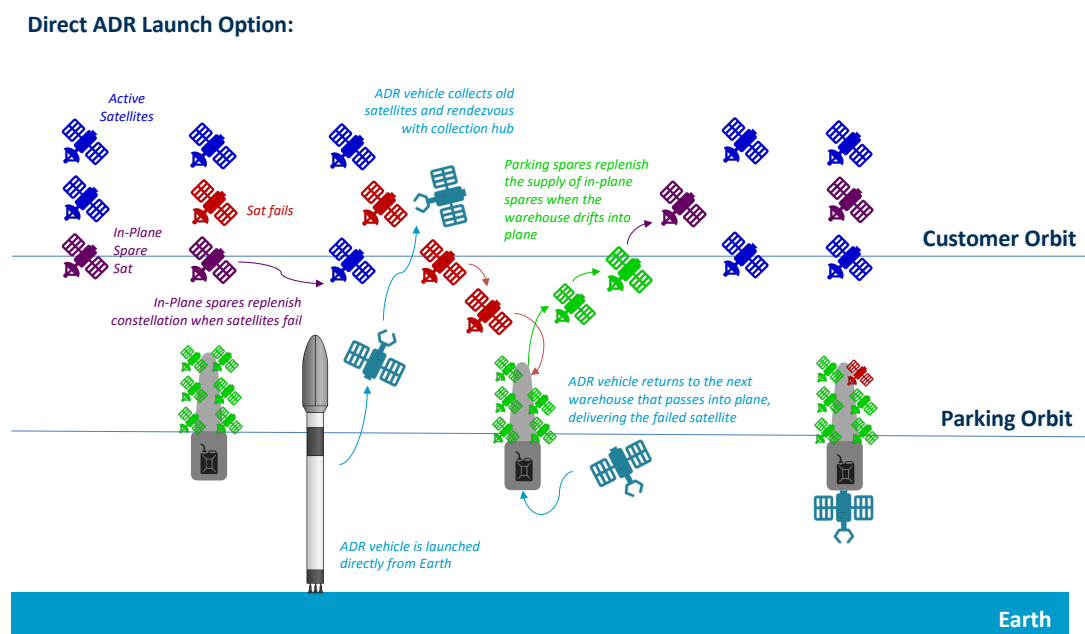 Direct ADR Launch Option:
Active
Satellites
ADR vehicle collects old
satellites and rendezvous
with collection hub
Parking spares replenish
the supply of in-plane
spares when the
warehouse drifts into
plane
Sat fails
In-Plane
Spare
Sat
Customer Orbit
In-Plane spares replenish
constellation when satellites fail
ADR vehicle returns to the next
warehouse that passes into plane,
delivering the failed satellite
Parking Orbit
ADR vehicle is launched
directly from Earth
Earth